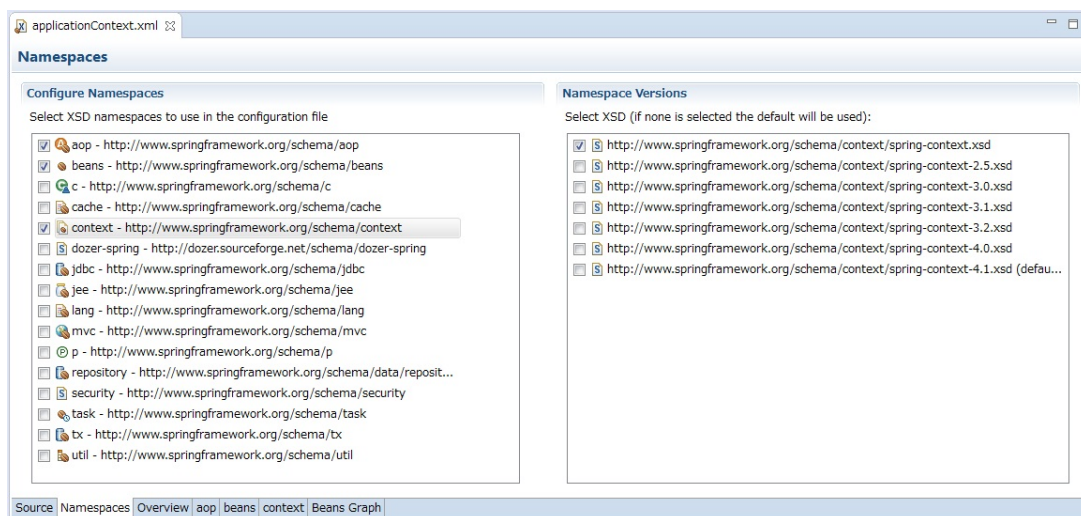 applicationContext.xml
Namespaces
Configure Namespaces
Select XSD namespaces to use in the configuration file
aop - http://www.springframework.org/schema/aop
beans - http://www.springframework.org/schema/beans
c - http://www.springframework.org/schema/c
cache - http://www.springframework.org/schema/cache
context - http://www.springframework.org/schema/context
dozer-spring - http://dozer.sourceforge.net/schema/dozer-spring
jdbc - http://www.springframework.org/schema/jdbc
jee - http://www.springframework.org/schema/jee
lang - http://www.springframework.org/schema/lang
mvc - http://www.springframework.org/schema/mvc
p - http://www.springframework.org/schema/p
repository - http://www.springframework.org/schema/data/reposit...
security - http://www.springframework.org/schema/security
task - http://www.springframework.org/schema/task
tx - http://www.springframework.org/schema/tx
util - http://www.springframework.org/schema/util
Namespace Versions
Select XSD (if none is selected the default will be used):
http://www.springframework.org/schema/context/spring-context.xsd
http://www.springframework.org/schema/context/spring-context-2.5.xsd
http://www.springframework.org/schema/context/spring-context-3.0.xsd
http://www.springframework.org/schema/context/spring-context-3.1.xsd
http://www.springframework.org/schema/context/spring-context-3.2.xsd
http://www.springframework.org/schema/context/spring-context-4.0.xsd
http://www.springframework.org/schema/context/spring-context-4.1.xsd (defau...
Source Namespaces Overview aop beans context Beans Graph